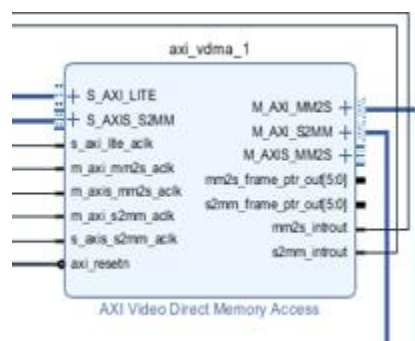 axi_vdma_1
S_AXI_LITE
S_AXIS_S2MM
s_axi_lite_aclk
m_axi_mm2s_aclk
m_axis_mm2s_aclk
m_axi_s2mm_aclk
s_axis_s2mm_aclk
axi_resetn
M_AXI_MM2S
M_AXI_S2MM
M_AXIS_MM2S
mm2s_frame_ptr_out[5:0]
s2mm_frame_ptr_out[5:0]
mm2s_introut
s2mm_introut
AXI Video Direct Memory Access